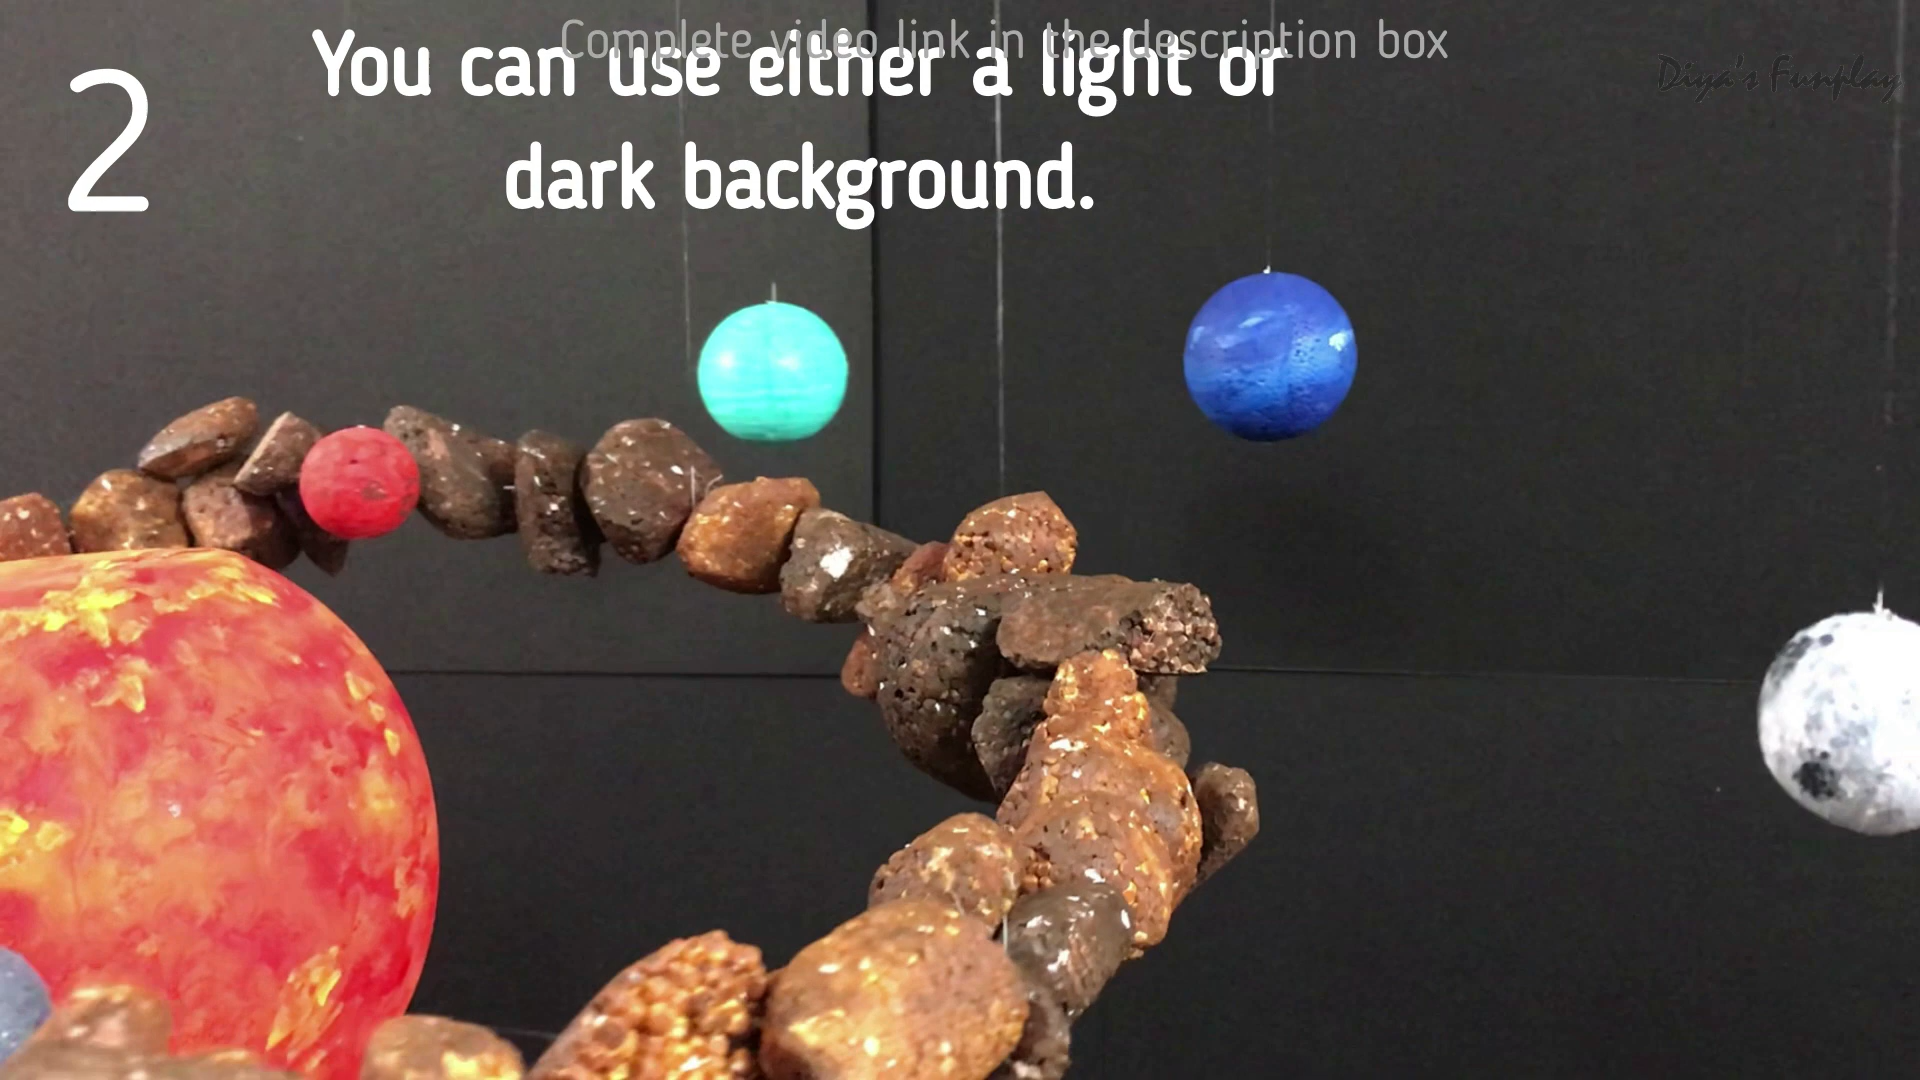 Complete video link in the description box
2
You can use either a light or
dark background.
Diya's Funplay